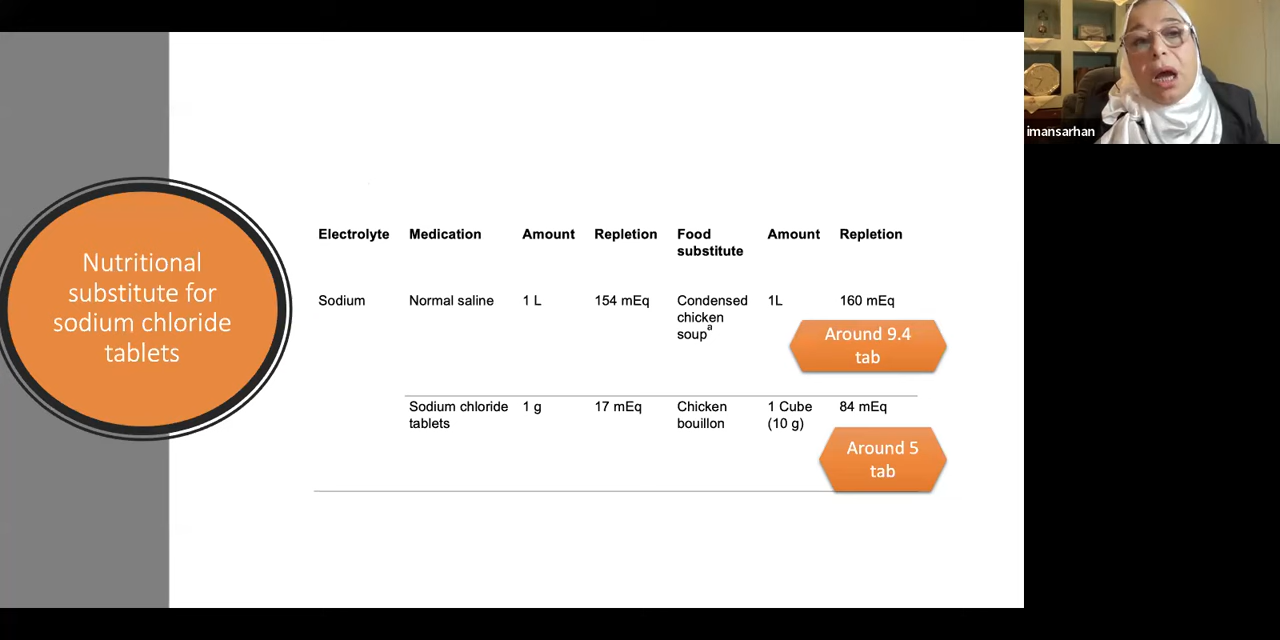 Nutritional
substitute for
sodium chloride
tablets
Electrolyte Medication Amount Repletion Food substitute Amount Repletion
Sodium Normal saline 1 L 154 mEq Condensed chicken soupª 1L 160 mEq
Around 9.4
tab
Sodium chloride tablets 1 g 17 mEq Chicken bouillon 1 Cube (10 g) 84 mEq
Around 5
tab
imansarhan